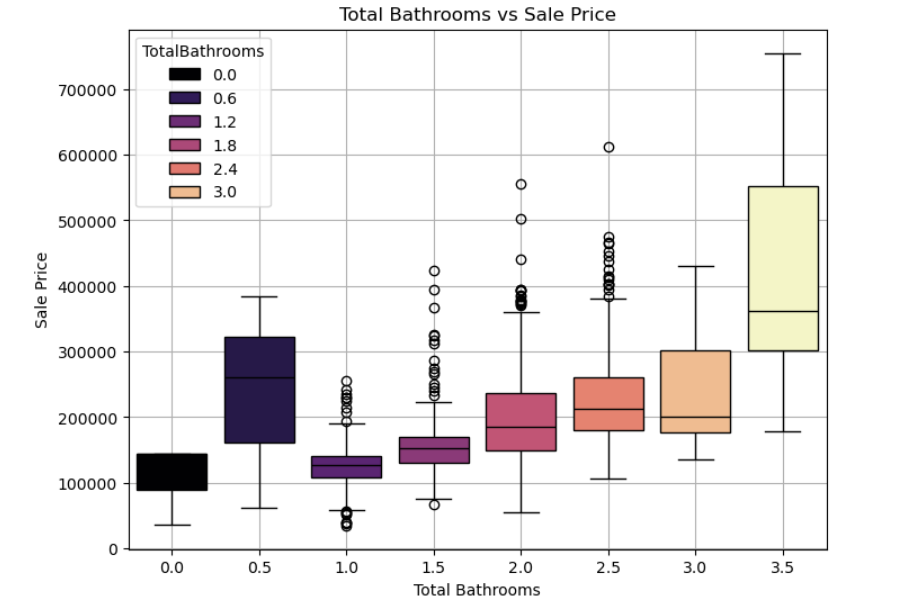 Total Bathrooms vs Sale Price
TotalBathrooms
0.0
0.6
1.2
1.8
2.4
3.0
700000
600000
500000
400000
300000
200000
100000
0
Sale Price
0.0 0.5 1.0 1.5 2.0 2.5 3.0 3.5
Total Bathrooms